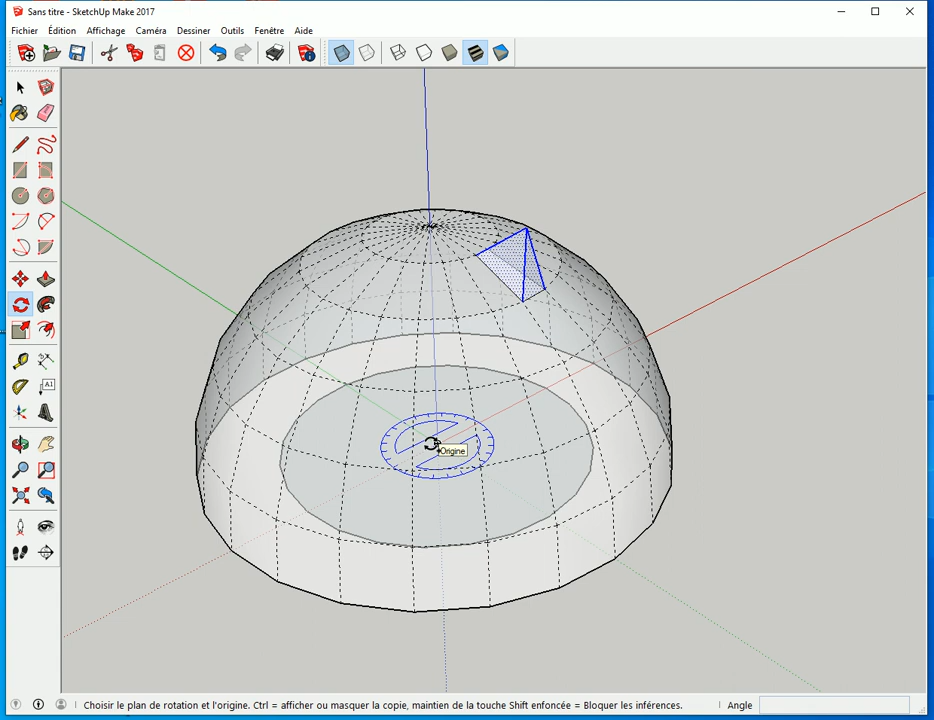 Sans titre - SketchUp Make 2017
Fichier Édition Affichage Caméra Dessiner Outils Fenêtre Aide
A1
Origine
Choisir le plan de rotation et l'origine. Ctrl = afficher ou masquer la copie, maintien de la touche Shift enfoncée = Bloquer les inférences. Angle